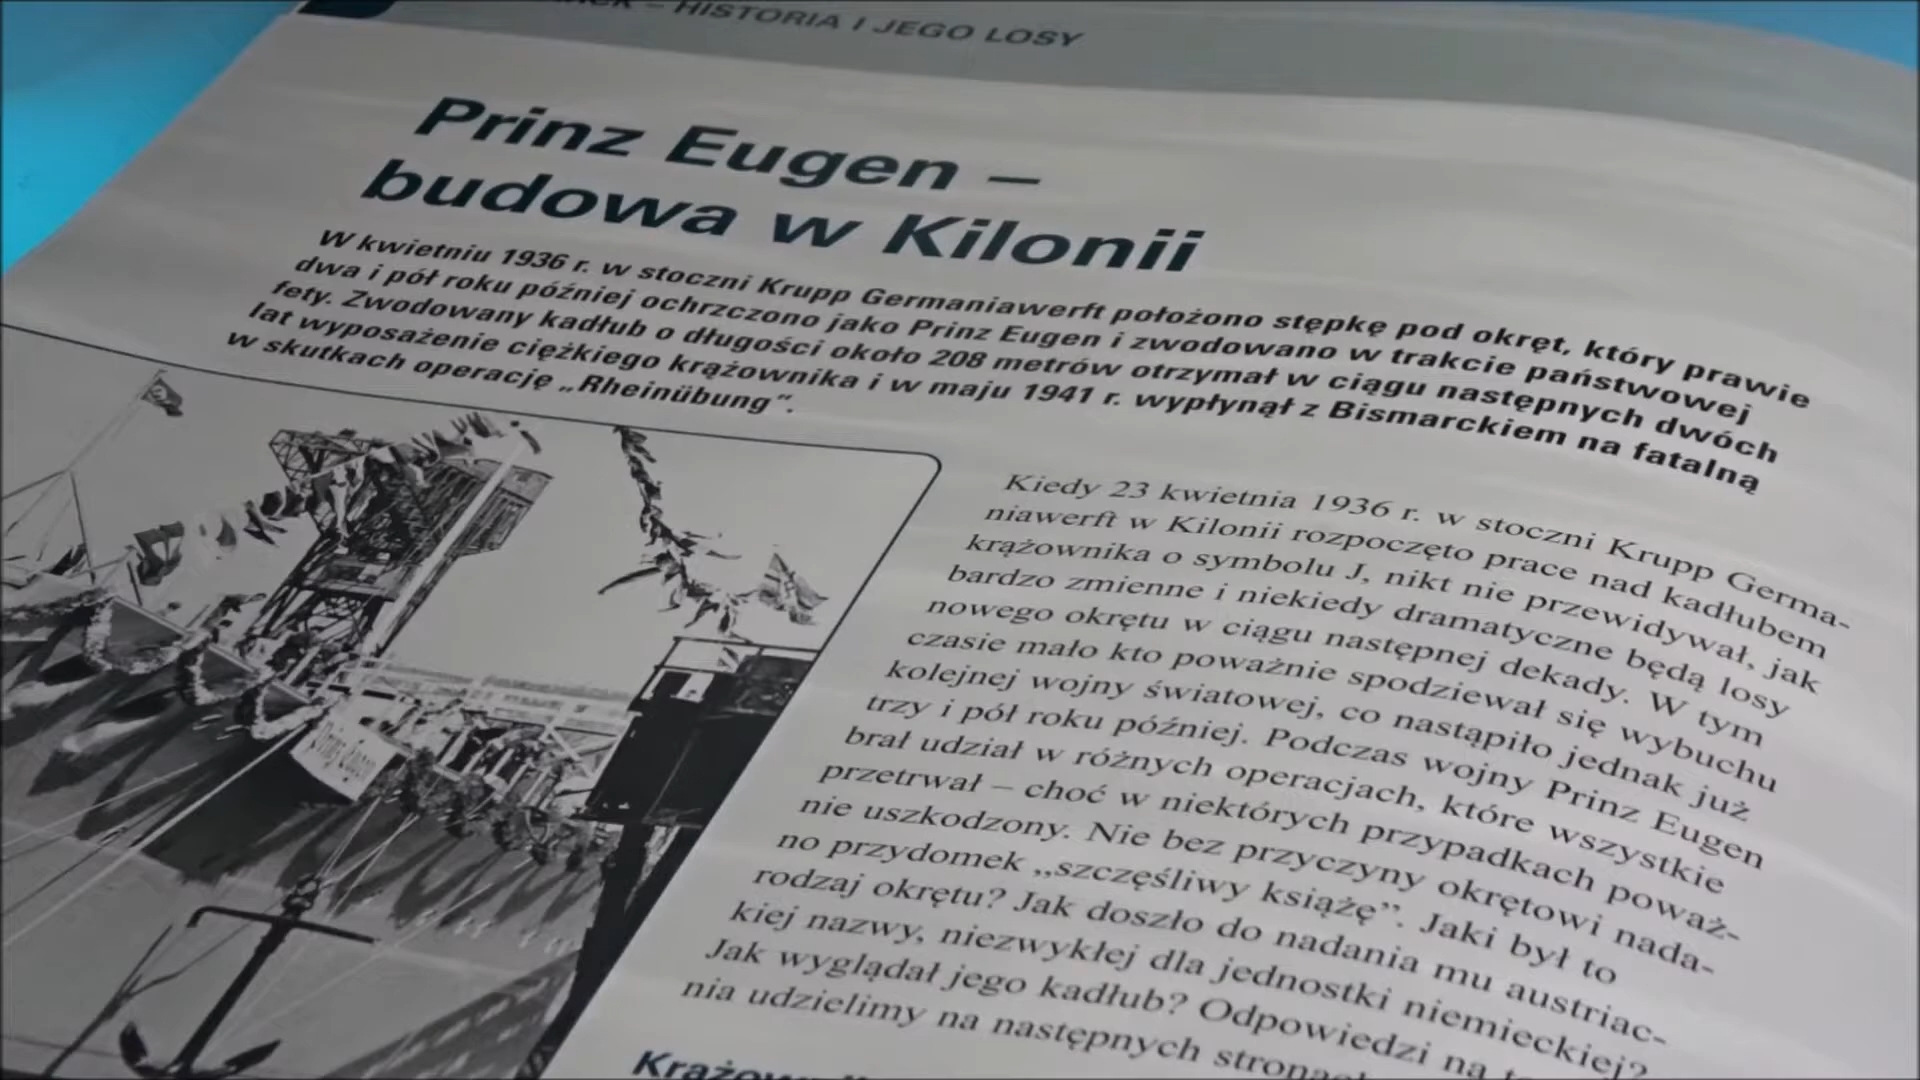 – HISTORIA I JEGO LOSY
Prinz Eugen –
budowa w Kilonii
W kwietniu 1936 r. w stoczni Krupp Germaniawerft położono stępkę pod okręt, który prawie
dwa i pół roku później ochrzczono jako Prinz Eugen i zwodowano w trakcie państwowej
fety. Zwodowany kadłub o długości około 208 metrów otrzymał w ciągu następnych dwóch
lat wyposażenie ciężkiego krążownika i w maju 1941 r. wypłynął z Bismarckiem na fatalną
w skutkach operację „Rheinübung”.
Prinz Eugen
Kiedy 23 kwietnia 1936 r. w stoczni Krupp Germa-
niawerft w Kilonii rozpoczęto prace nad kadłubem
krążownika o symbolu J, nikt nie przewidywał, jak
bardzo zmienne i niekiedy dramatyczne będą losy
nowego okrętu w ciągu następnej dekady. W tym
czasie mało kto poważnie spodziewał się wybuchu
kolejnej wojny światowej, co nastąpiło jednak już
trzy i pół roku później. Podczas wojny Prinz Eugen
brał udział w różnych operacjach, które wszystkie
przetrwał – choć w niektórych przypadkach poważ-
nie uszkodzony. Nie bez przyczyny okrętowi nada-
no przydomek „szczęśliwy książę”. Jaki był to
rodzaj okrętu? Jak doszło do nadania mu austriac-
kiej nazwy, niezwykłej dla jednostki niemieckiej?
Jak wyglądał jego kadłub? Odpowiedzi na
nia udzielimy na następnych